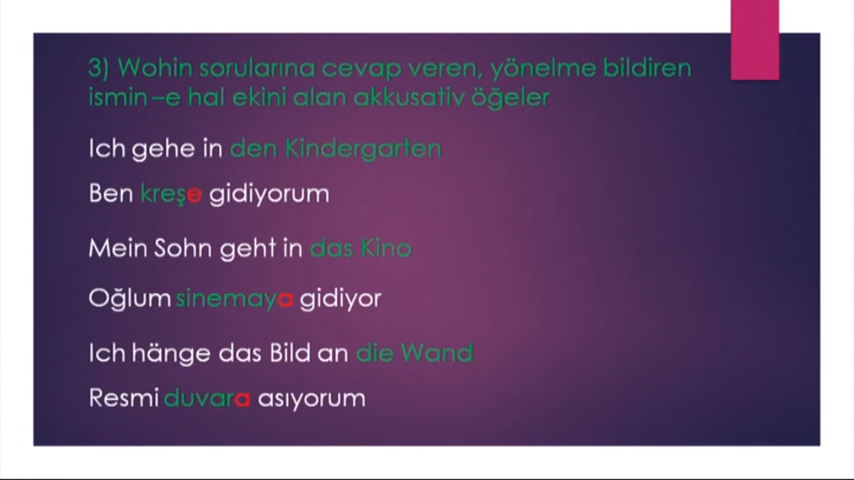 3) Wohin sorularına cevap veren, yönelme bildiren
ismin –e hal ekini alan akkusativ öğeler
Ich gehe in den Kindergarten
Ben kreşe gidiyorum
Mein Sohn geht in das Kino
Oğlum sinemaya gidiyor
Ich hänge das Bild an die Wand
Resmi duvara asıyorum